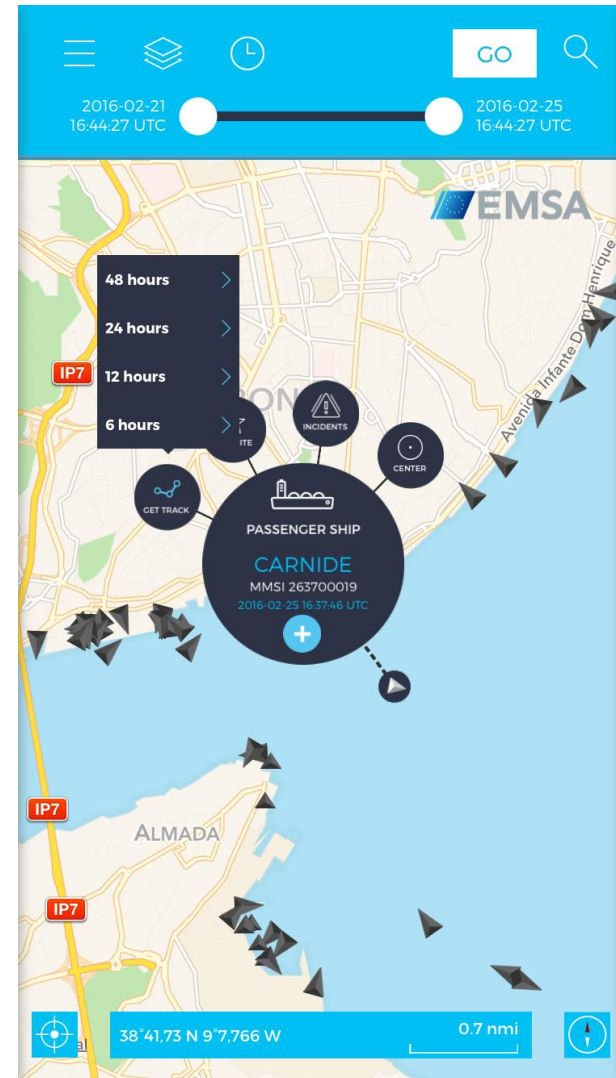 GO
2016-02-21
16:44:27 UTC
2016-02-25
16:44:27 UTC
EMSA
48 hours
24 hours
12 hours
6 hours
IP7
Avenida Infante Dom Henrique
INCIDENTS
CENTER
GET TRACK
PASSENGER SHIP
CARNIDE
MMSI 263700019
2016-02-25 16:37:46 UTC
+
IP7
ALMADA
IP7
38°41,73 N 9°7,766 W
0.7 nmi